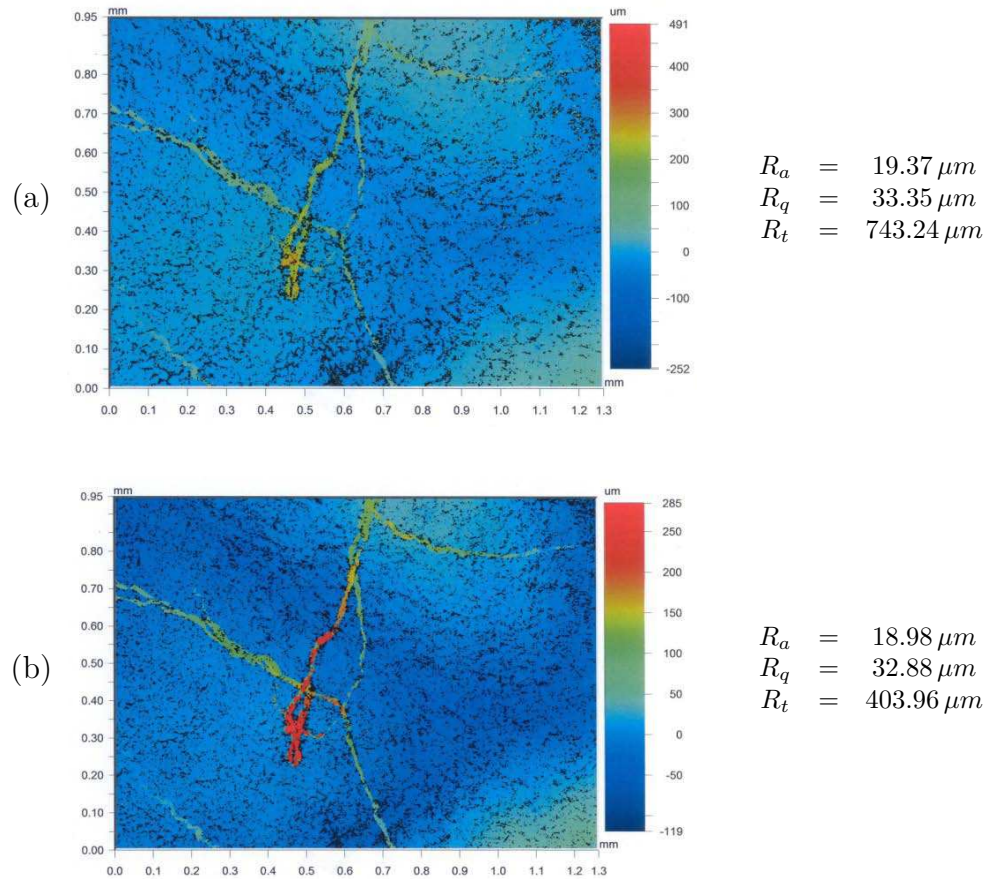 mm
um
0.95
0.80
0.70
0.60
0.50
0.40
0.30
0.20
0.10
0.00
0.0 0.1 0.2 0.3 0.4 0.5 0.6 0.7 0.8 0.9 1.0 1.1 1.2 1.3
mm
491
400
300
200
100
0
-100
-252
(a)
R_a = 19.37 μm
R_q = 33.35 μm
R_t = 743.24 μm
mm
um
0.95
0.80
0.70
0.60
0.50
0.40
0.30
0.20
0.10
0.00
0.0 0.1 0.2 0.3 0.4 0.5 0.6 0.7 0.8 0.9 1.0 1.1 1.2 1.3
mm
285
250
200
150
100
50
0
-50
-119
(b)
R_a = 18.98 μm
R_q = 32.88 μm
R_t = 403.96 μm